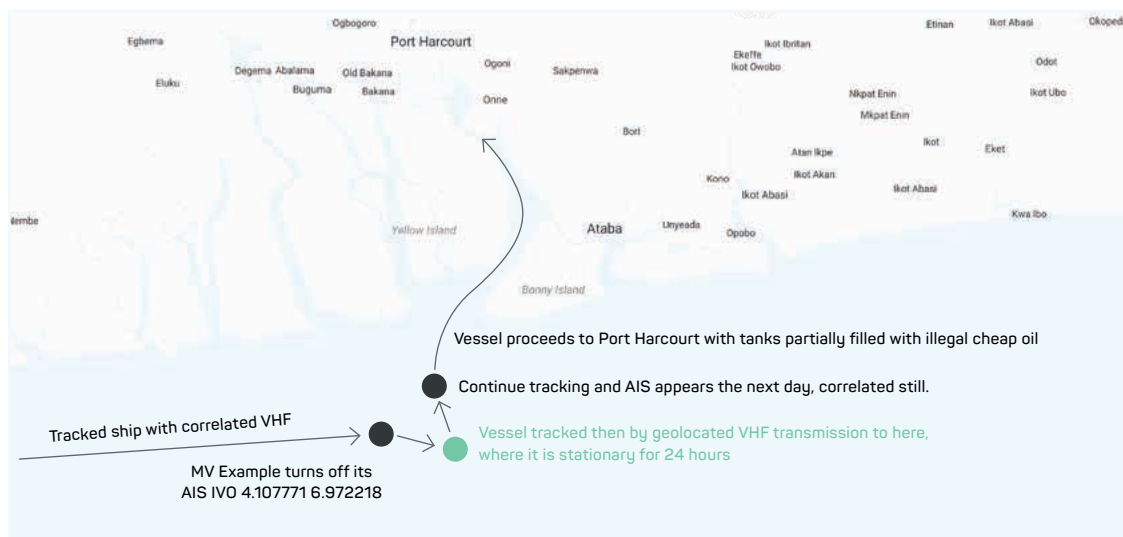 Ogbogoro
Egbema
Port Harcourt
Etinan
Ikot Abasi
Okoped
Ikot Ibritan
Ekeffe
Ikot Owobo
Ogoni
Odot
Degema Abalama
Old Bakana
Sakpenwa
Eluku
Buguma
Bakana
Onne
Nkpat Enin
Ikot Ubo
Mkpat Enin
Bori
Ikot
Eket
Atan Ikpe
Kono
Ikot Akan
Ikot Abasi
Ikot Abasi
Kwa Ibo
lembe
Yellow Island
Ataba
Unyeada
Opobo
Bonny Island
Vessel proceeds to Port Harcourt with tanks partially filled with illegal cheap oil
Continue tracking and AIS appears the next day, correlated still.
Tracked ship with correlated VHF
Vessel tracked then by geolocated VHF transmission to here,
where it is stationary for 24 hours
MV Example turns off its
AIS IVO 4.107771 6.972218